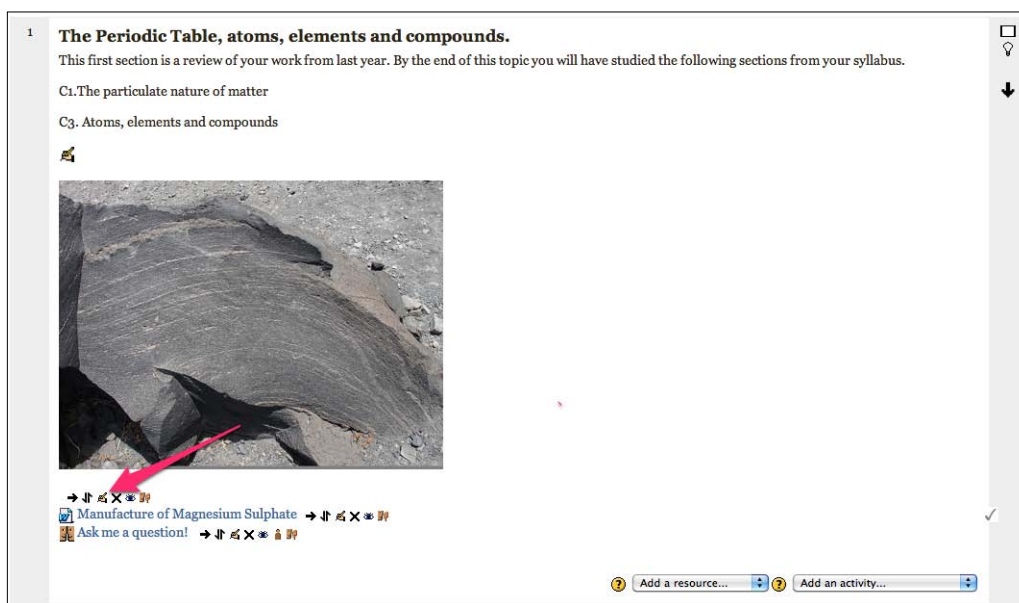 1
The Periodic Table, atoms, elements and compounds.
This first section is a review of your work from last year. By the end of this topic you will have studied the following sections from your syllabus.
C1.The particulate nature of matter
C3. Atoms, elements and compounds
Manufacture of Magnesium Sulphate
Ask me a question!
? Add a resource... ? Add an activity...